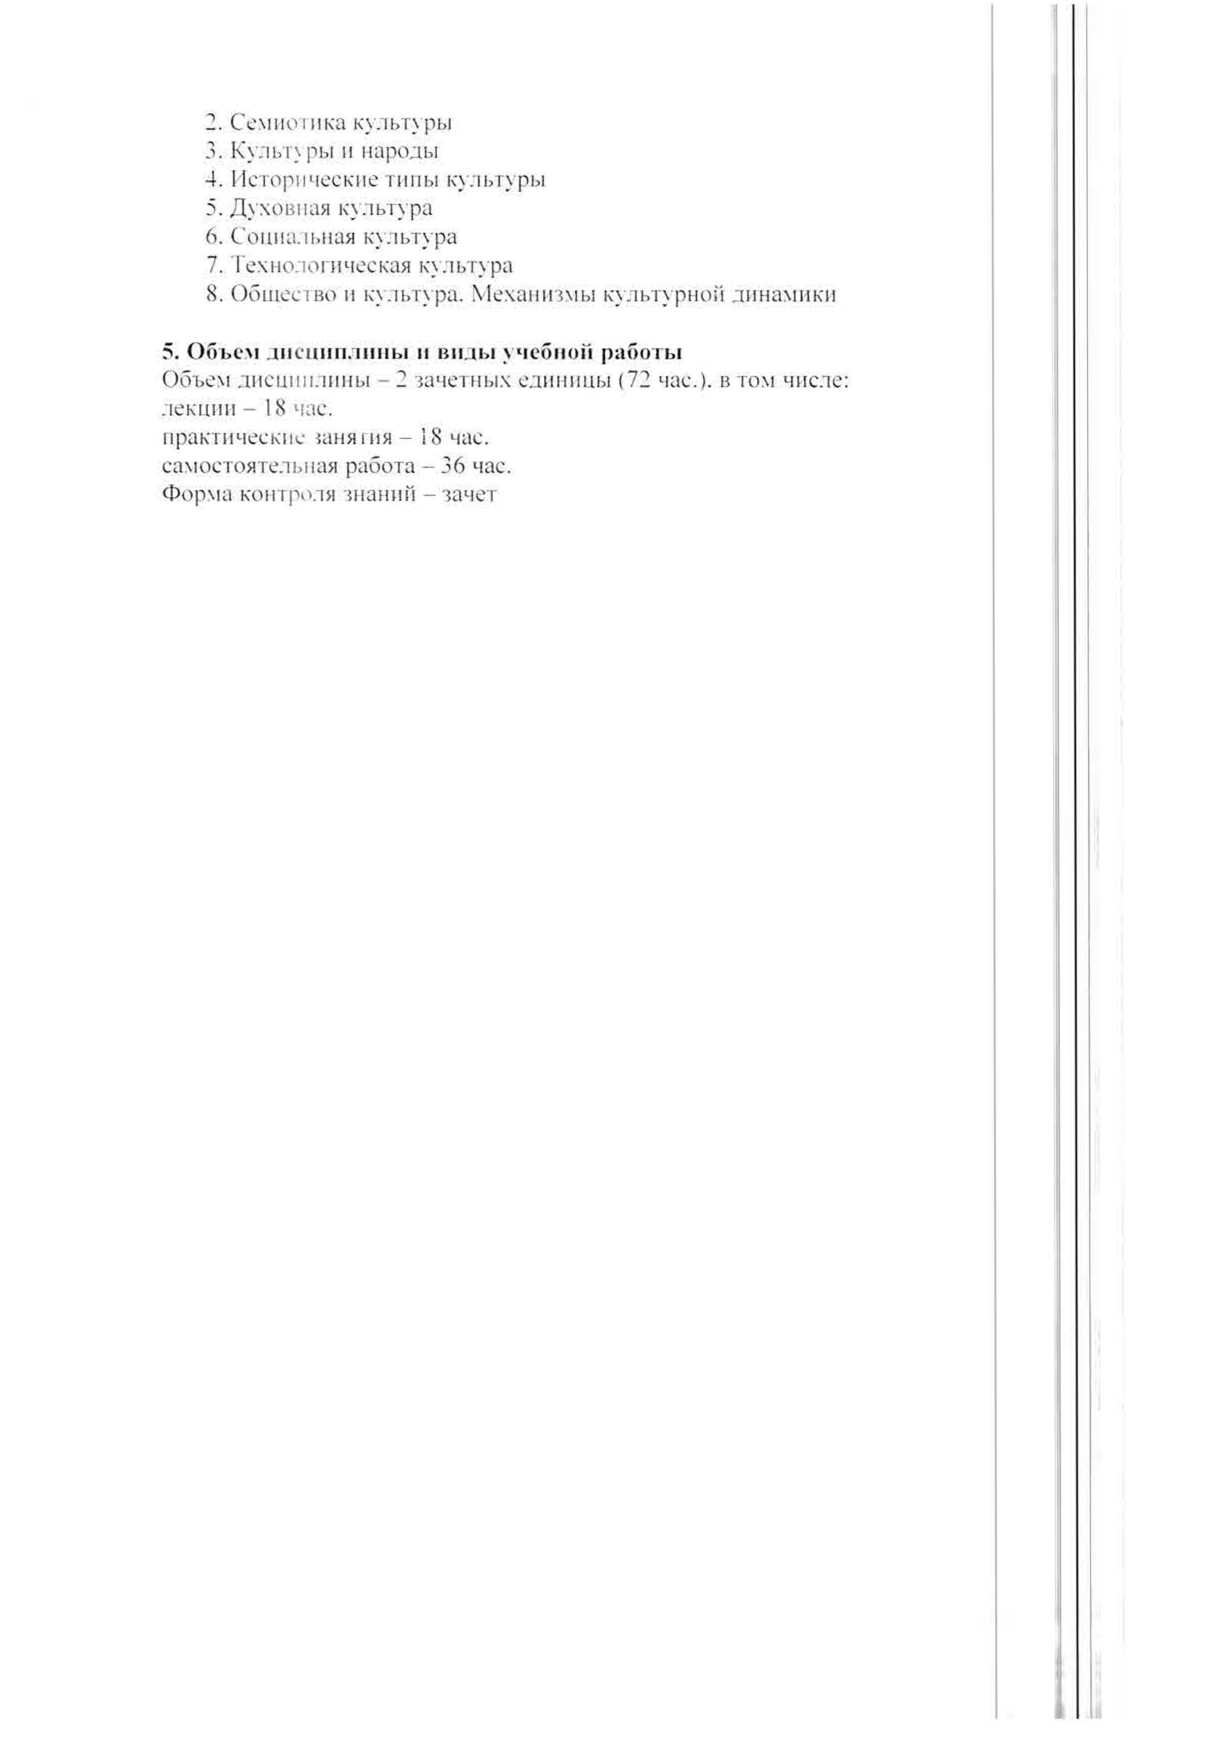 2. Семиотика культуры
3. Культуры и народы
4. Исторические типы культуры
5. Духовная культура
6. Социальная культура
7. Технологическая культура
8. Общество и культура. Механизмы культурной динамики
5. Объем дисциплины и виды учебной работы
Объем дисциплины – 2 зачетных единицы (72 час.). в том числе:
лекции – 18 час.
практические занятия – 18 час.
самостоятельная работа – 36 час.
Форма контроля знаний – зачет